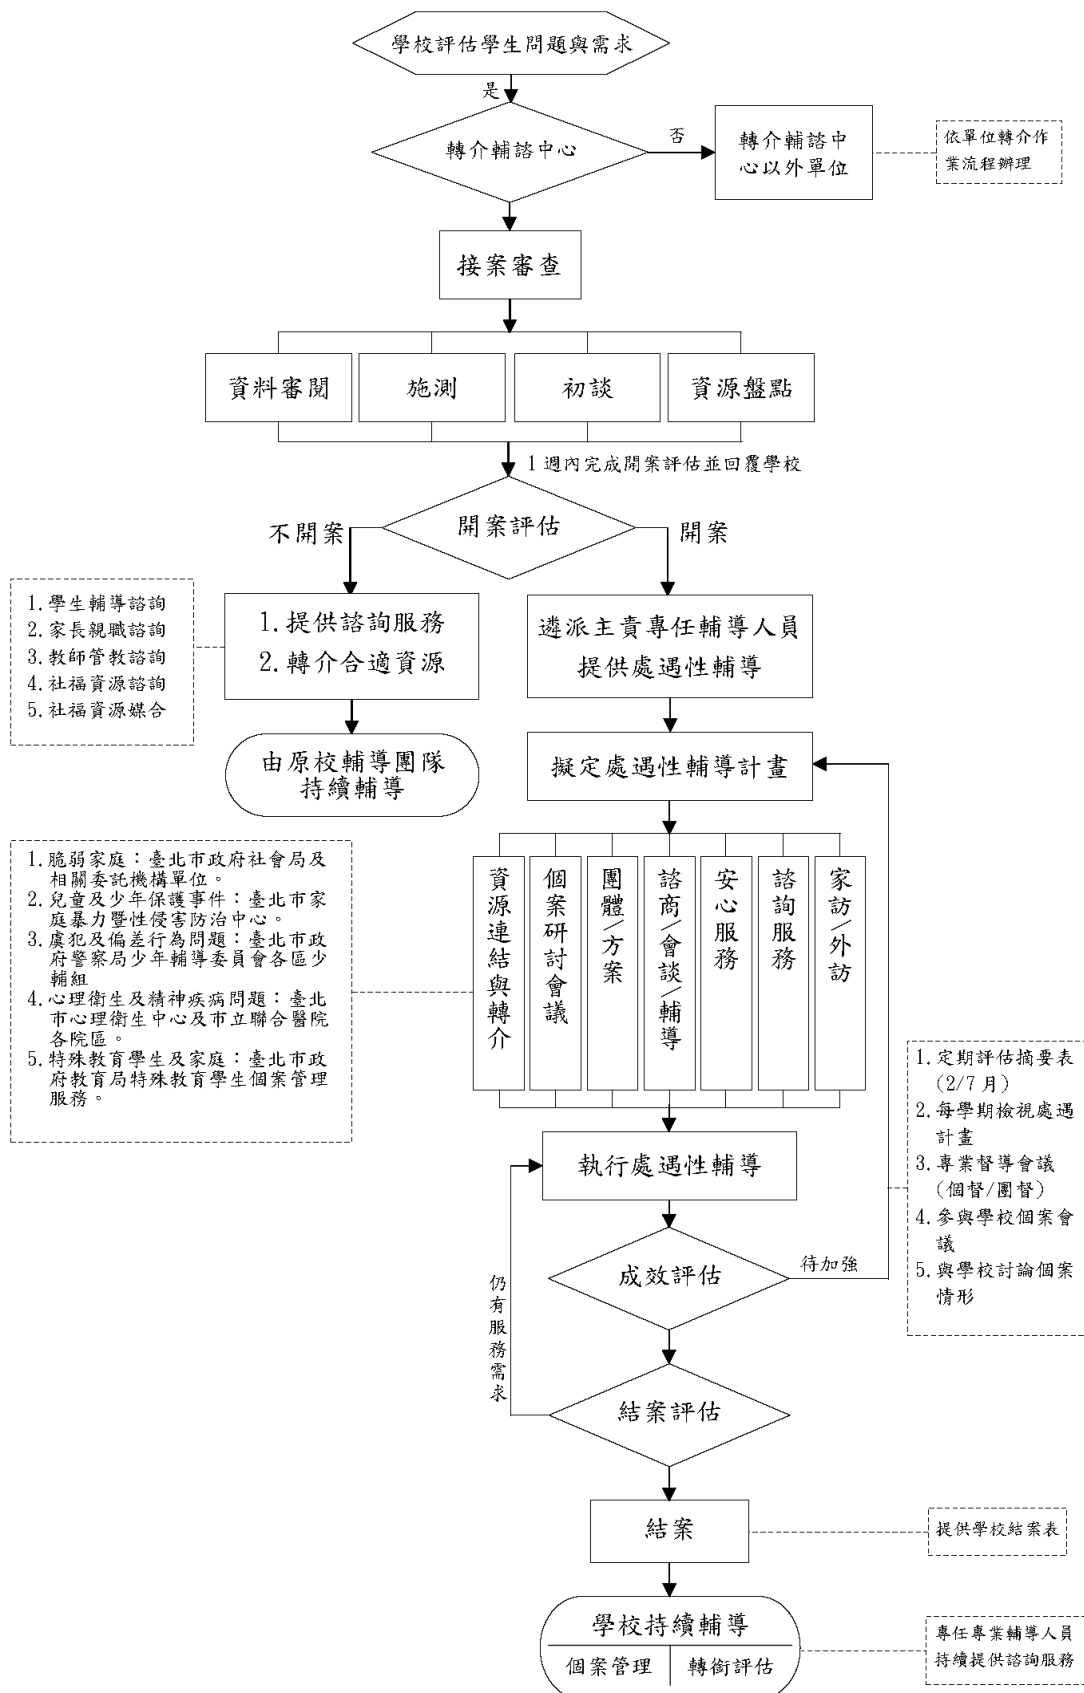 學校評估學生問題與需求
是
轉介輔諮中心
否
轉介輔諮中
心以外單位
依單位轉介作
業流程辦理
接案審查
資料審閱
施測
初談
資源盤點
1週內完成開案評估並回覆學校
開案評估
不開案
開案
1.學生輔導諮詢
2.家長親職諮詢
3.教師管教諮詢
4.社福資源諮詢
5.社福資源媒合
1.提供諮詢服務
2.轉介合適資源
遴派主責專任輔導人員
提供處遇性輔導
由原校輔導團隊
持續輔導
擬定處遇性輔導計畫
1.脆弱家庭：臺北市政府社會局及
相關委託機構單位。
2.兒童及少年保護事件：臺北市家
庭暴力暨性侵害防治中心。
3.虞犯及偏差行為問題：臺北市政
府警察局少年輔導委員會各區少
輔組
4.心理衛生及精神疾病問題：臺北
市心理衛生中心及市立聯合醫院
各院區。
5.特殊教育學生及家庭：臺北市政
府教育局特殊教育學生個案管理
服務。
資源連結與轉介
個案研討會議
團體/方案
諮商/會談/輔導
安心服務
諮詢服務
家訪/外訪
1.定期評估摘要表
(2/7月)
2.每學期檢視處遇
計畫
3.專業督導會議
(個督/團督)
4.參與學校個案會
議
5.與學校討論個案
情形
執行處遇性輔導
成效評估
待加強
仍有服務需求
結案評估
結案
提供學校結案表
學校持續輔導
個案管理
轉銜評估
專任專業輔導人員
持續提供諮詢服務